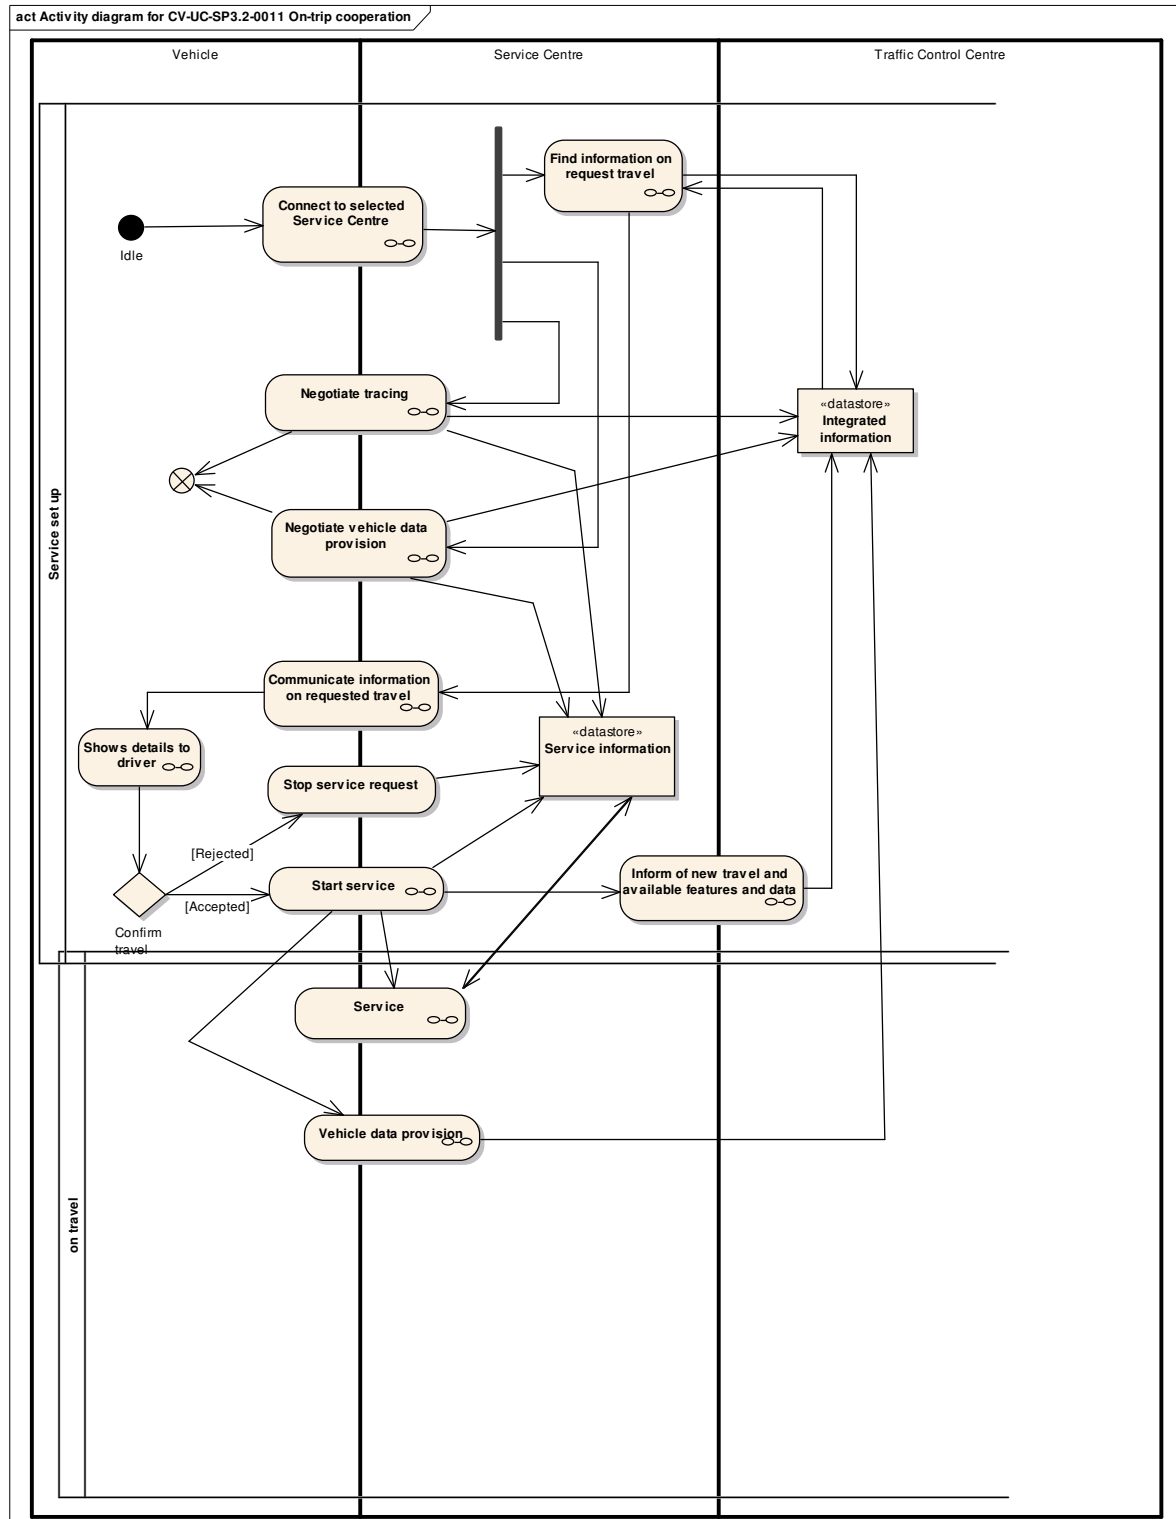 act Activity diagram for CV-UC-SP3.2-0011 On-trip cooperation
Vehicle
Service Centre
Traffic Control Centre
Service set up
Find information on
request travel
Connect to selected
Service Centre
Idle
Negotiate tracing
«datastore»
Integrated
information
Negotiate vehicle data
provision
Communicate information
on requested travel
«datastore»
Service information
Shows details to
driver
Stop service request
[Rejected]
[Accepted]
Start service
Inform of new travel and
available features and data
Confirm
travel
on travel
Service
Vehicle data provision